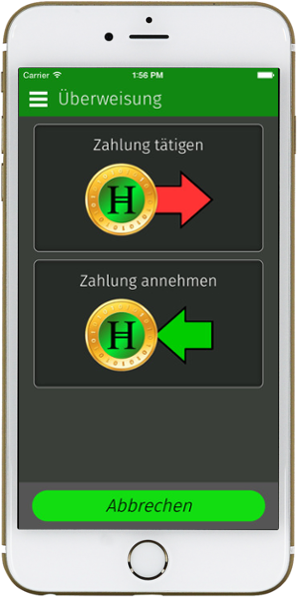 Carrier 1:56 PM
Überweisung
Zahlung tätigen
H
Zahlung annehmen
H
Abbrechen